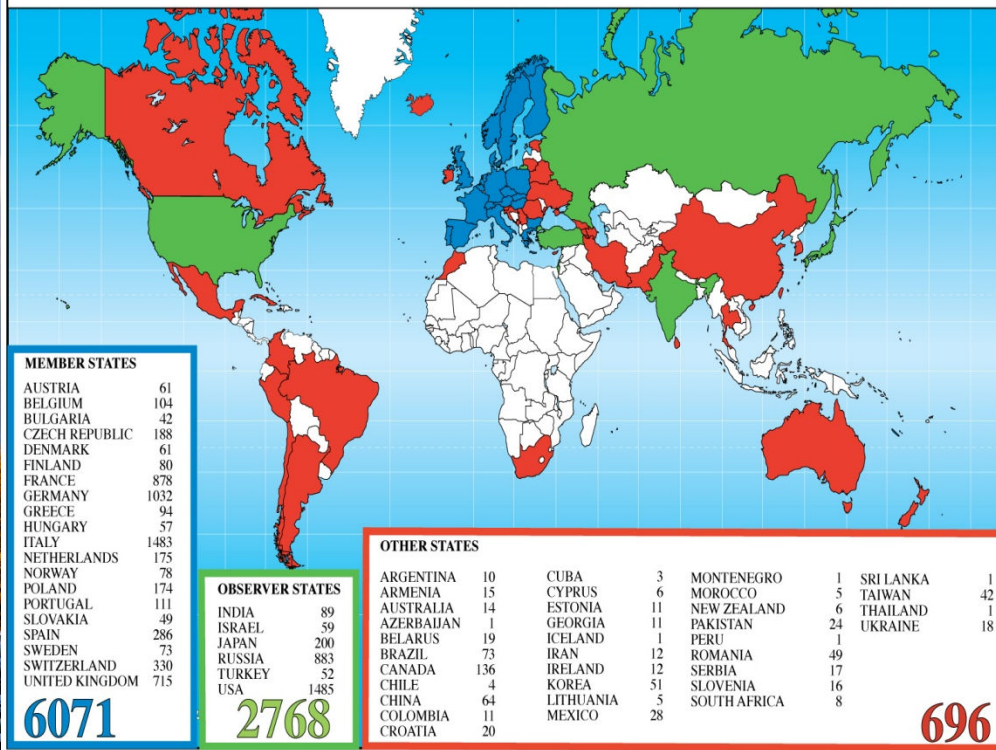 MEMBER STATES
AUSTRIA 61
BELGIUM 104
BULGARIA 42
CZECH REPUBLIC 188
DENMARK 61
FINLAND 80
FRANCE 878
GERMANY 1032
GREECE 94
HUNGARY 57
ITALY 1483
NETHERLANDS 175
NORWAY 78
POLAND 174
PORTUGAL 111
SLOVAKIA 49
SPAIN 286
SWEDEN 73
SWITZERLAND 330
UNITED KINGDOM 715
6071
OBSERVER STATES
INDIA 89
ISRAEL 59
JAPAN 200
RUSSIA 883
TURKEY 52
USA 1485
2768
OTHER STATES
ARGENTINA 10
ARMENIA 15
AUSTRALIA 14
AZERBAIJAN 1
BELARUS 19
BRAZIL 73
CANADA 136
CHILE 4
CHINA 64
COLOMBIA 11
CROATIA 20
CUBA 3
CYPRUS 6
ESTONIA 11
GEORGIA 11
ICELAND 1
IRAN 12
IRELAND 12
KOREA 51
LITHUANIA 5
MEXICO 28
MONTENEGRO 1
MOROCCO 5
NEW ZEALAND 6
PAKISTAN 24
PERU 1
ROMANIA 49
SERBIA 17
SLOVENIA 16
SOUTH AFRICA 8
SRI LANKA 1
TAIWAN 42
THAILAND 1
UKRAINE 18
696